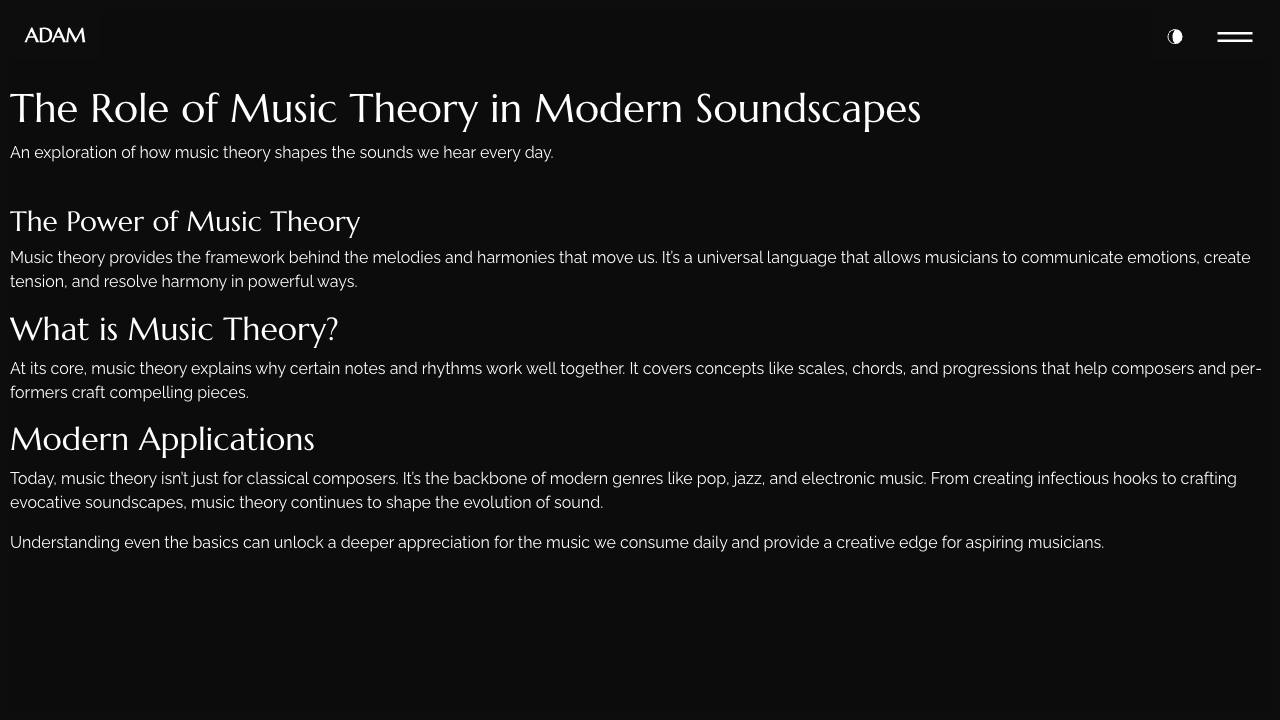 ADAM
The Role of Music Theory in Modern Soundscapes
An exploration of how music theory shapes the sounds we hear every day.
The Power of Music Theory
Music theory provides the framework behind the melodies and harmonies that move us. It’s a universal language that allows musicians to communicate emotions, create
tension, and resolve harmony in powerful ways.
What is Music Theory?
At its core, music theory explains why certain notes and rhythms work well together. It covers concepts like scales, chords, and progressions that help composers and per-
formers craft compelling pieces.
Modern Applications
Today, music theory isn’t just for classical composers. It’s the backbone of modern genres like pop, jazz, and electronic music. From creating infectious hooks to crafting
evocative soundscapes, music theory continues to shape the evolution of sound.
Understanding even the basics can unlock a deeper appreciation for the music we consume daily and provide a creative edge for aspiring musicians.